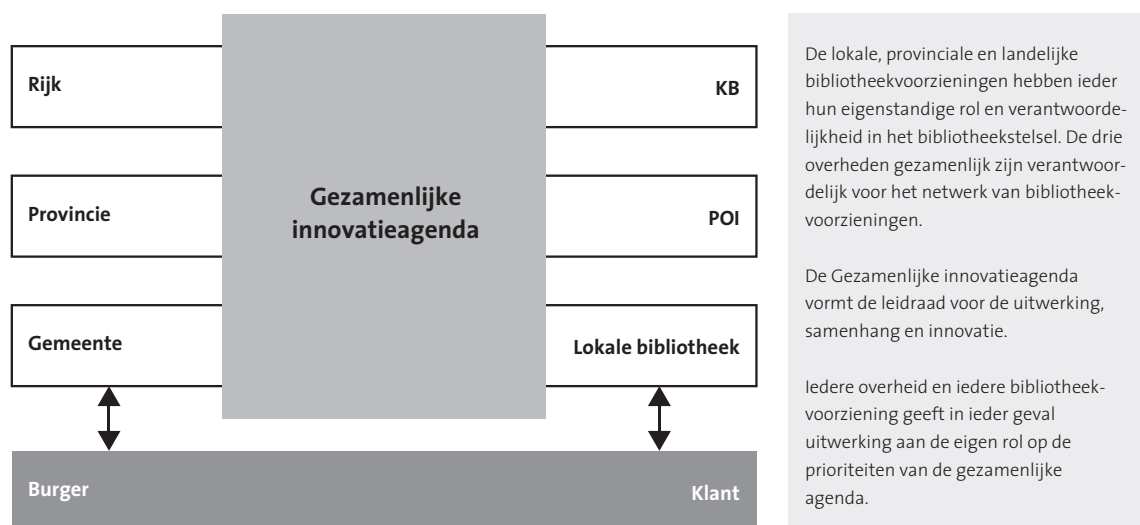 Rijk
KB
Provincie
Gezamenlijke
innovatieagenda
POI
Gemeente
Lokale bibliotheek
Burger
Klant
De lokale, provinciale en landelijke
bibliotheekvoorzieningen hebben ieder
hun eigenstandige rol en verantwoorde-
lijkheid in het bibliotheekstelsel. De drie
overheden gezamenlijk zijn verantwoor-
delijk voor het netwerk van bibliotheek-
voorzieningen.
De Gezamenlijke innovatieagenda
vormt de leidraad voor de uitwerking,
samenhang en innovatie.
Iedere overheid en iedere bibliotheek-
voorziening geeft in ieder geval
uitwerking aan de eigen rol op de
prioriteiten van de gezamenlijke
agenda.